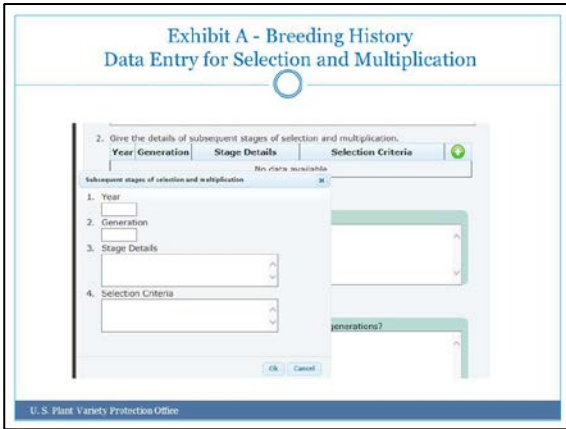 Exhibit A - Breeding History
Data Entry for Selection and Multiplication
2. Give the details of subsequent stages of selection and multiplication.
Year Generation Stage Details Selection Criteria
No data available
Subsequent stages of selection and multiplication
1. Year
2. Generation
3. Stage Details
4. Selection Criteria
generations?
Ok Cancel
U. S. Plant Variety Protection Office